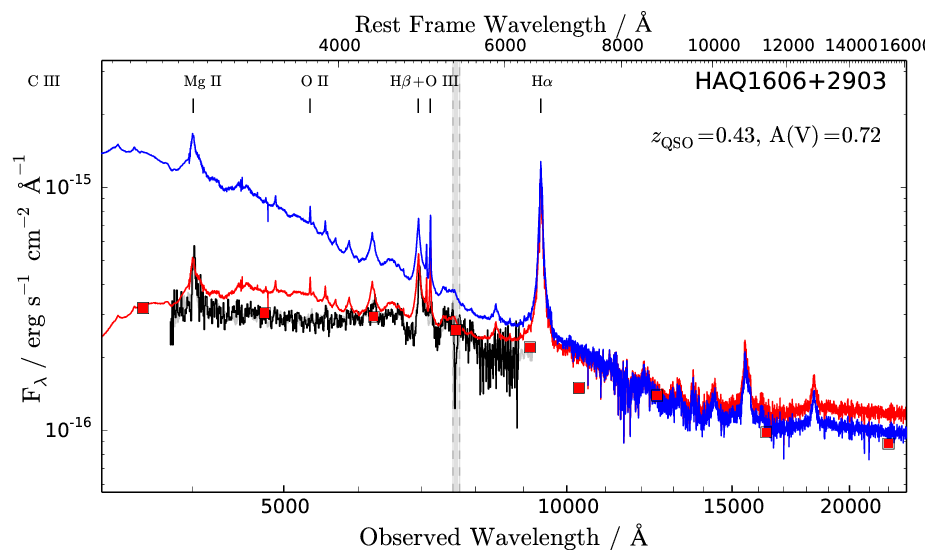 Rest Frame Wavelength / Å
4000 6000 8000 10000 12000 14000 16000
C III Mg II O II Hβ+O III Hα HAQ1606+2903
z_QSO=0.43, A(V)=0.72
10⁻¹⁵
10⁻¹⁶
F_λ / erg s⁻¹ cm⁻² Å⁻¹
5000 10000 15000 20000
Observed Wavelength / Å